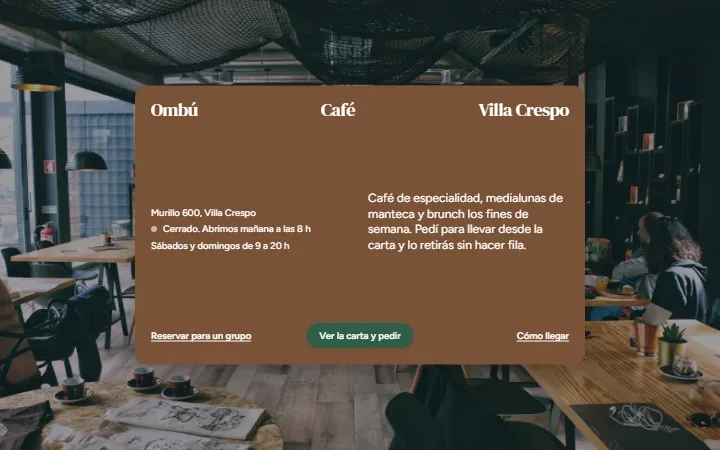 Ombú Café Villa Crespo
Murillo 600, Villa Crespo
Cerrado. Abrimos mañana a las 8 h
Sábados y domingos de 9 a 20 h
Café de especialidad, medialunas de
manteca y brunch los fines de
semana. Pedí para llevar desde la
carta y lo retirás sin hacer fila.
Reservar para un grupo
Ver la carta y pedir
Cómo llegar